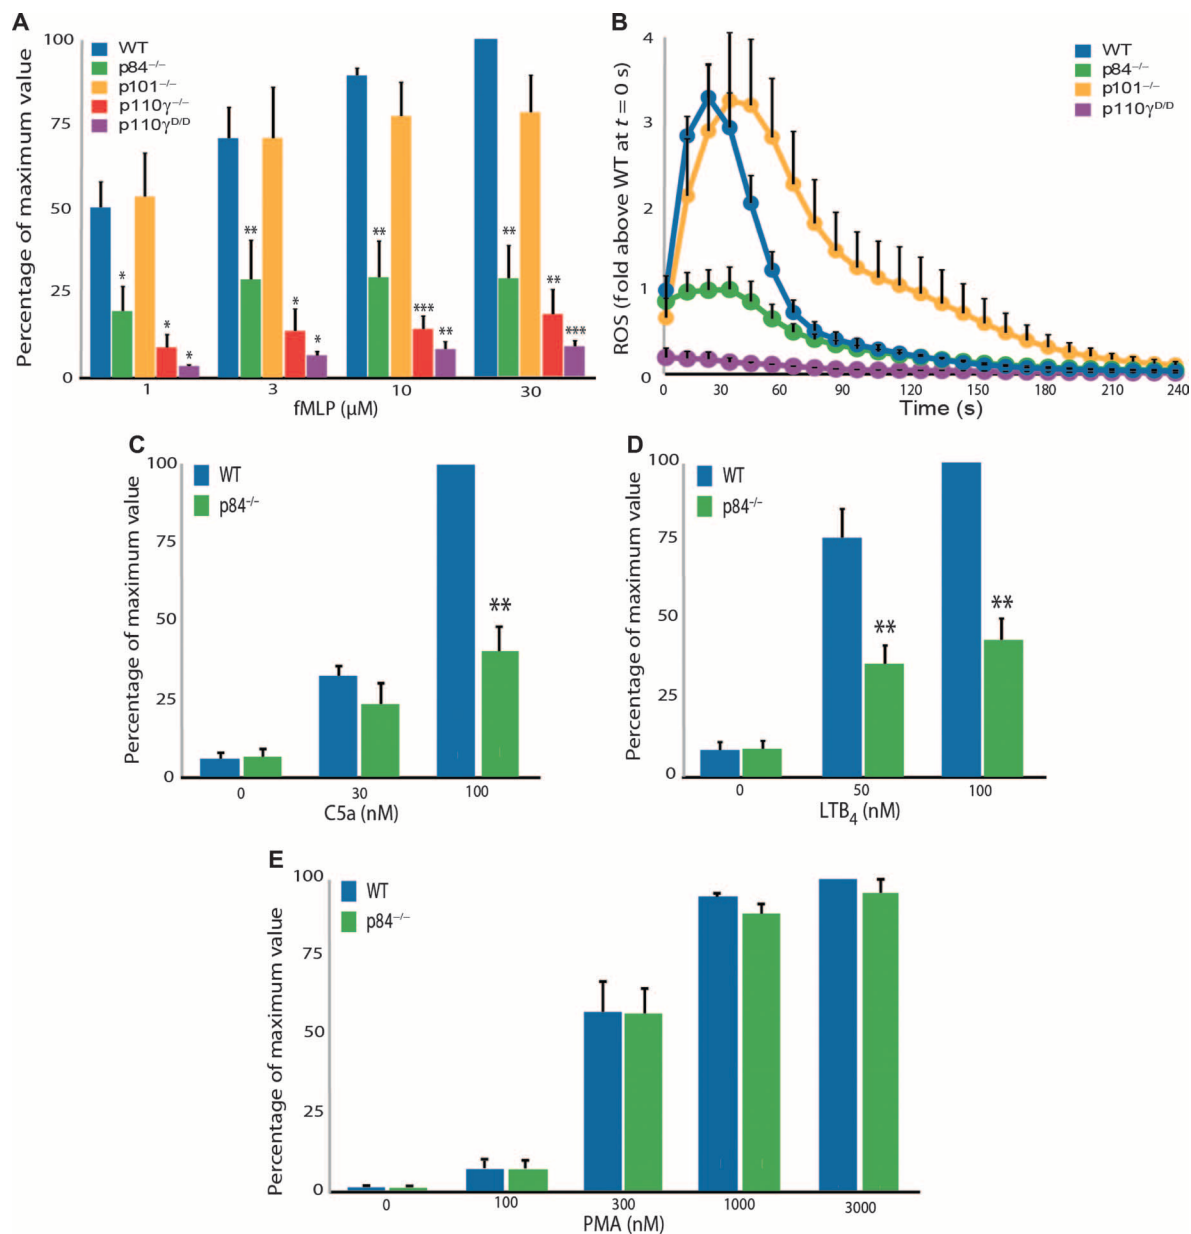 A
Percentage of maximum value
100
75
50
25
0
WT
p84−/−
p101−/−
p110γ−/−
p110γD/D
* * *
** * *
** *** **
** ** ***
1 3 10 30
fMLP (μM)
B
ROS (fold above WT at t = 0 s)
4
3
2
1
0
WT
p84−/−
p101−/−
p110γD/D
0 30 60 90 120 150 180 210 240
Time (s)
C
Percentage of maximum value
100
75
50
25
0
WT
p84−/−
**
0 30 100
C5a (nM)
D
Percentage of maximum value
100
75
50
25
0
WT
p84−/−
** **
0 50 100
LTB4 (nM)
E
Percentage of maximum value
100
75
50
25
0
WT
p84−/−
0 100 300 1000 3000
PMA (nM)